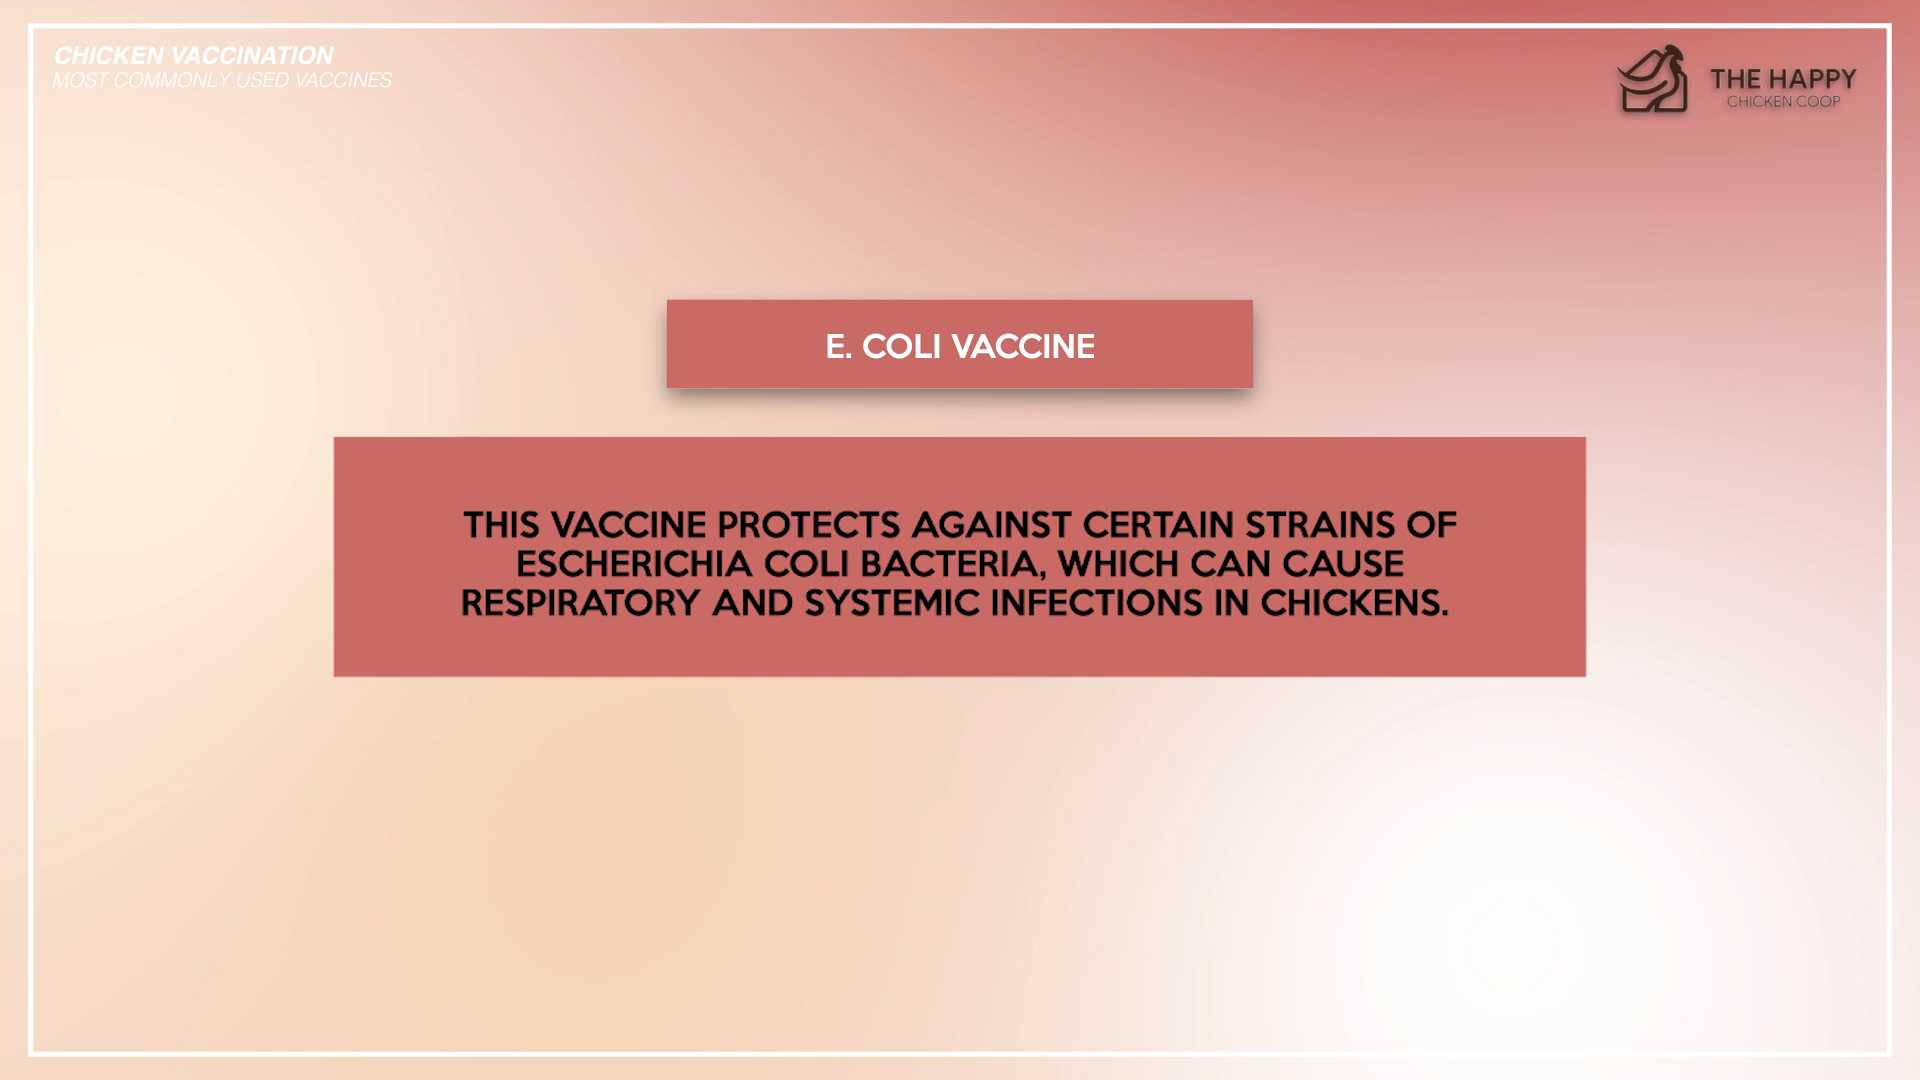 CHICKEN VACCINATION
MOST COMMONLY USED VACCINES
THE HAPPY
CHICKEN COOP
E. COLI VACCINE
THIS VACCINE PROTECTS AGAINST CERTAIN STRAINS OF
ESCHERICHIA COLI BACTERIA, WHICH CAN CAUSE
RESPIRATORY AND SYSTEMIC INFECTIONS IN CHICKENS.